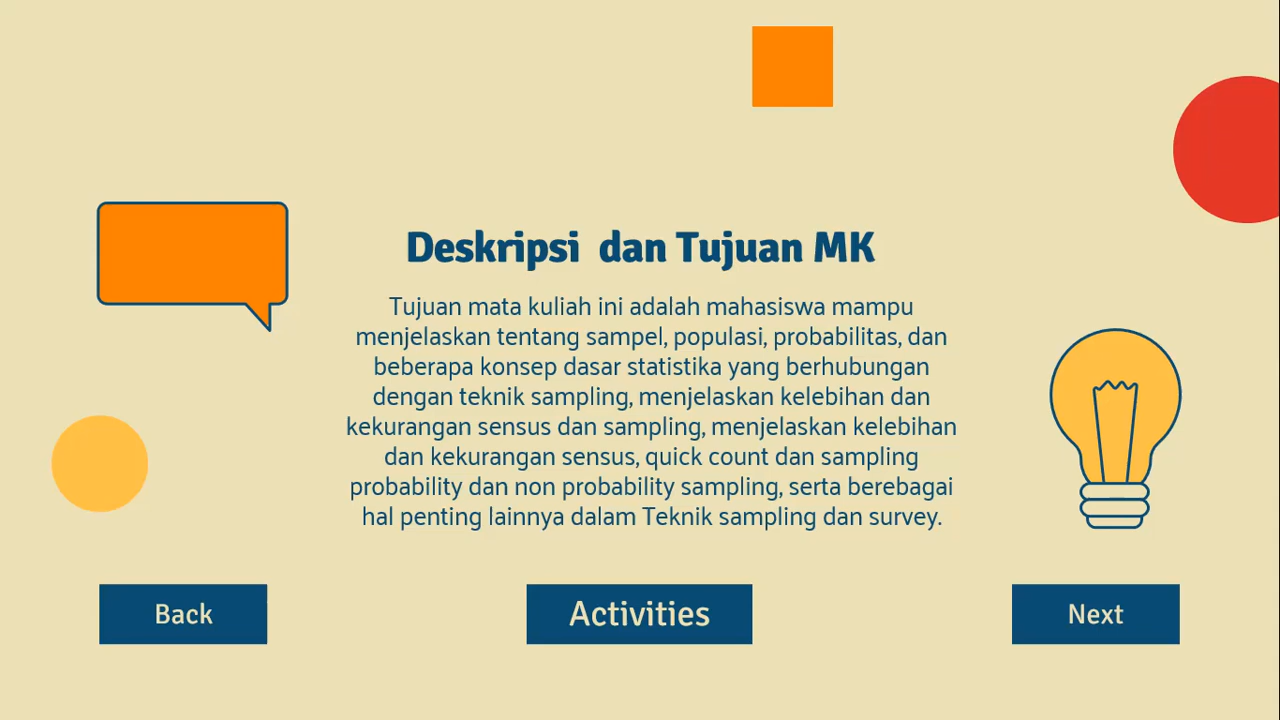 Deskripsi dan Tujuan MK
Tujuan mata kuliah ini adalah mahasiswa mampu
menjelaskan tentang sampel, populasi, probabilitas, dan
beberapa konsep dasar statistika yang berhubungan
dengan teknik sampling, menjelaskan kelebihan dan
kekurangan sensus dan sampling, menjelaskan kelebihan
dan kekurangan sensus, quick count dan sampling
probability dan non probability sampling, serta berebagai
hal penting lainnya dalam Teknik sampling dan survey.
Back
Activities
Next